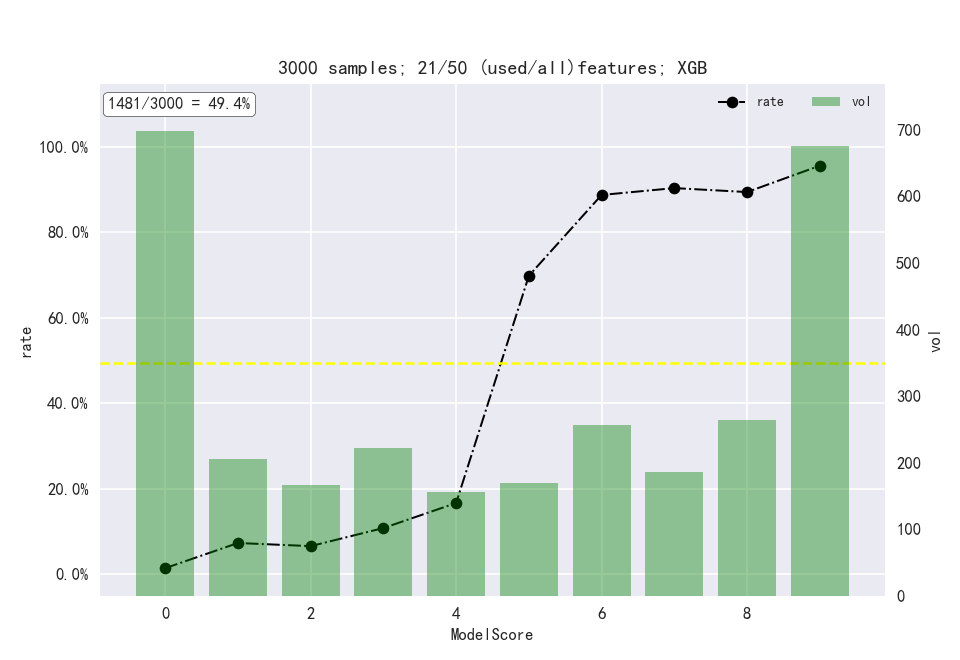 3000 samples; 21/50 (used/all)features; XGB
1481/3000 = 49.4%
rate
vol
100.0%
80.0%
60.0%
40.0%
20.0%
0.0%
rate
700
600
500
400
300
200
100
0
vol
0
2
4
6
8
ModelScore